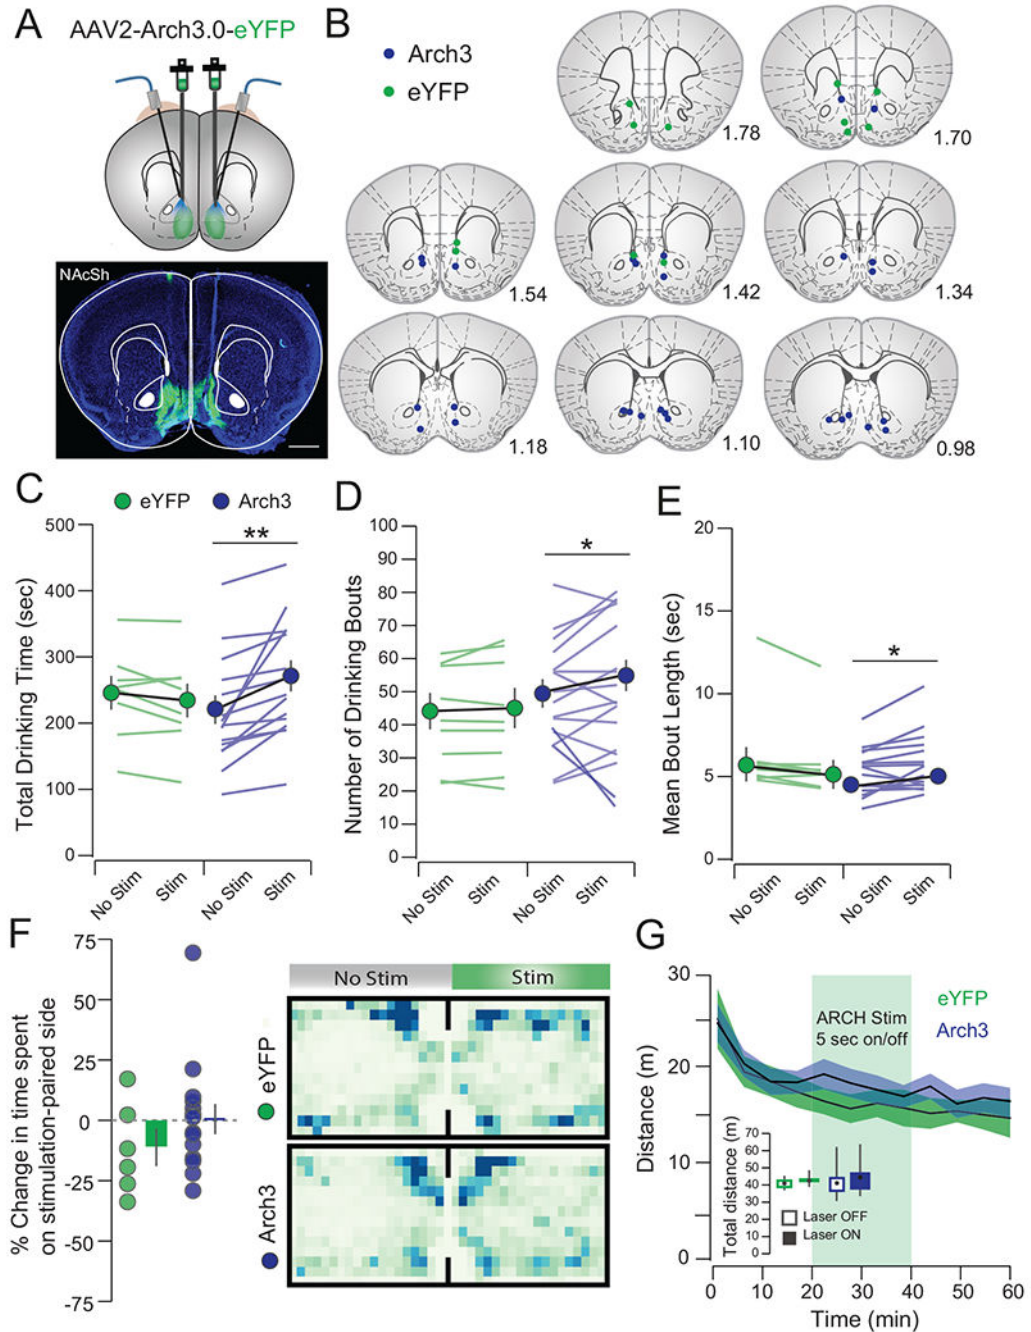 A
AAV2-Arch3.0-eYFP
NAcSh
B
Arch3
eYFP
1.78
1.70
1.54
1.42
1.34
1.18
1.10
0.98
C
eYFP
Arch3
Total Drinking Time (sec)
500
400
300
200
100
0
**
No Stim
Stim
No Stim
Stim
D
Number of Drinking Bouts
100
90
80
70
60
50
40
30
20
10
0
*
No Stim
Stim
No Stim
Stim
E
Mean Bout Length (sec)
20
15
10
5
0
*
No Stim
Stim
No Stim
Stim
F
% Change in time spent
on stimulation-paired side
75
50
25
0
-25
-50
-75
No Stim
Stim
eYFP
Arch3
G
Distance (m)
30
20
10
0
eYFP
Arch3
ARCH Stim
5 sec on/off
Total distance (m)
70
60
50
40
30
20
10
0
Laser OFF
Laser ON
0
10
20
30
40
50
60
Time (min)